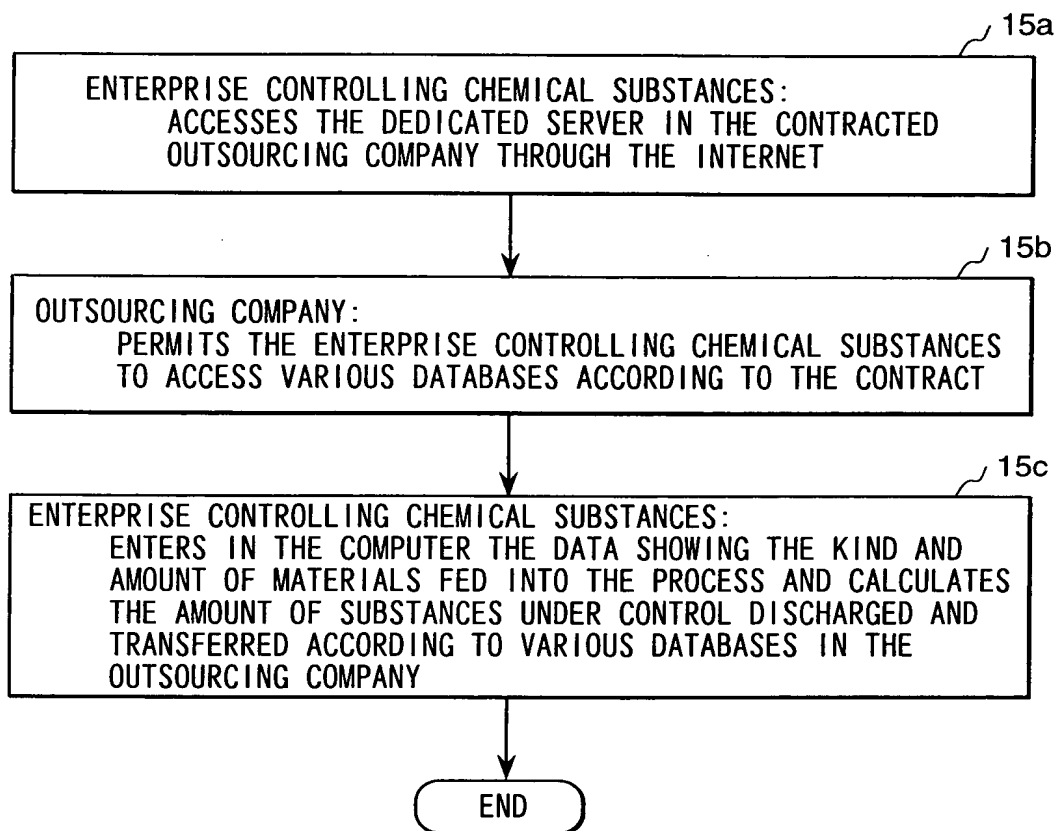 15a
ENTERPRISE CONTROLLING CHEMICAL SUBSTANCES:
ACCESSES THE DEDICATED SERVER IN THE CONTRACTED
OUTSOURCING COMPANY THROUGH THE INTERNET
15b
OUTSOURCING COMPANY:
PERMITS THE ENTERPRISE CONTROLLING CHEMICAL SUBSTANCES
TO ACCESS VARIOUS DATABASES ACCORDING TO THE CONTRACT
15c
ENTERPRISE CONTROLLING CHEMICAL SUBSTANCES:
ENTERS IN THE COMPUTER THE DATA SHOWING THE KIND AND
AMOUNT OF MATERIALS FED INTO THE PROCESS AND CALCULATES
THE AMOUNT OF SUBSTANCES UNDER CONTROL DISCHARGED AND
TRANSFERRED ACCORDING TO VARIOUS DATABASES IN THE
OUTSOURCING COMPANY
END